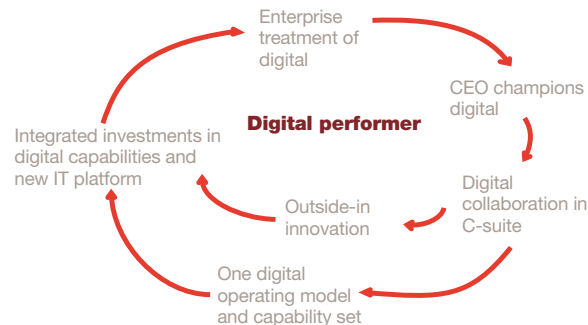 Enterprise
treatment of
digital
CEO champions
digital
Digital performer
Integrated investments in
digital capabilities and
new IT platform
Digital
collaboration in
C-suite
Outside-in
innovation
One digital
operating model
and capability set